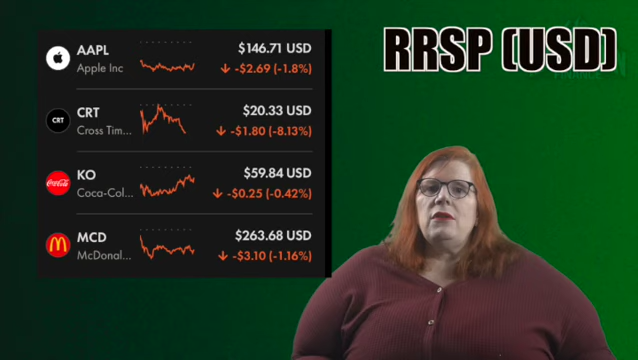 RRSP (USD)
AAPL $146.71 USD
Apple Inc ↓ -$2.69 (-1.8%)
CRT CRT $20.33 USD
Cross Tim... ↓ -$1.80 (-8.13%)
KO $59.84 USD
Coca-Cola Coca-Col... ↓ -$0.25 (-0.42%)
MCD $263.68 USD
McDonal... ↓ -$3.10 (-1.16%)